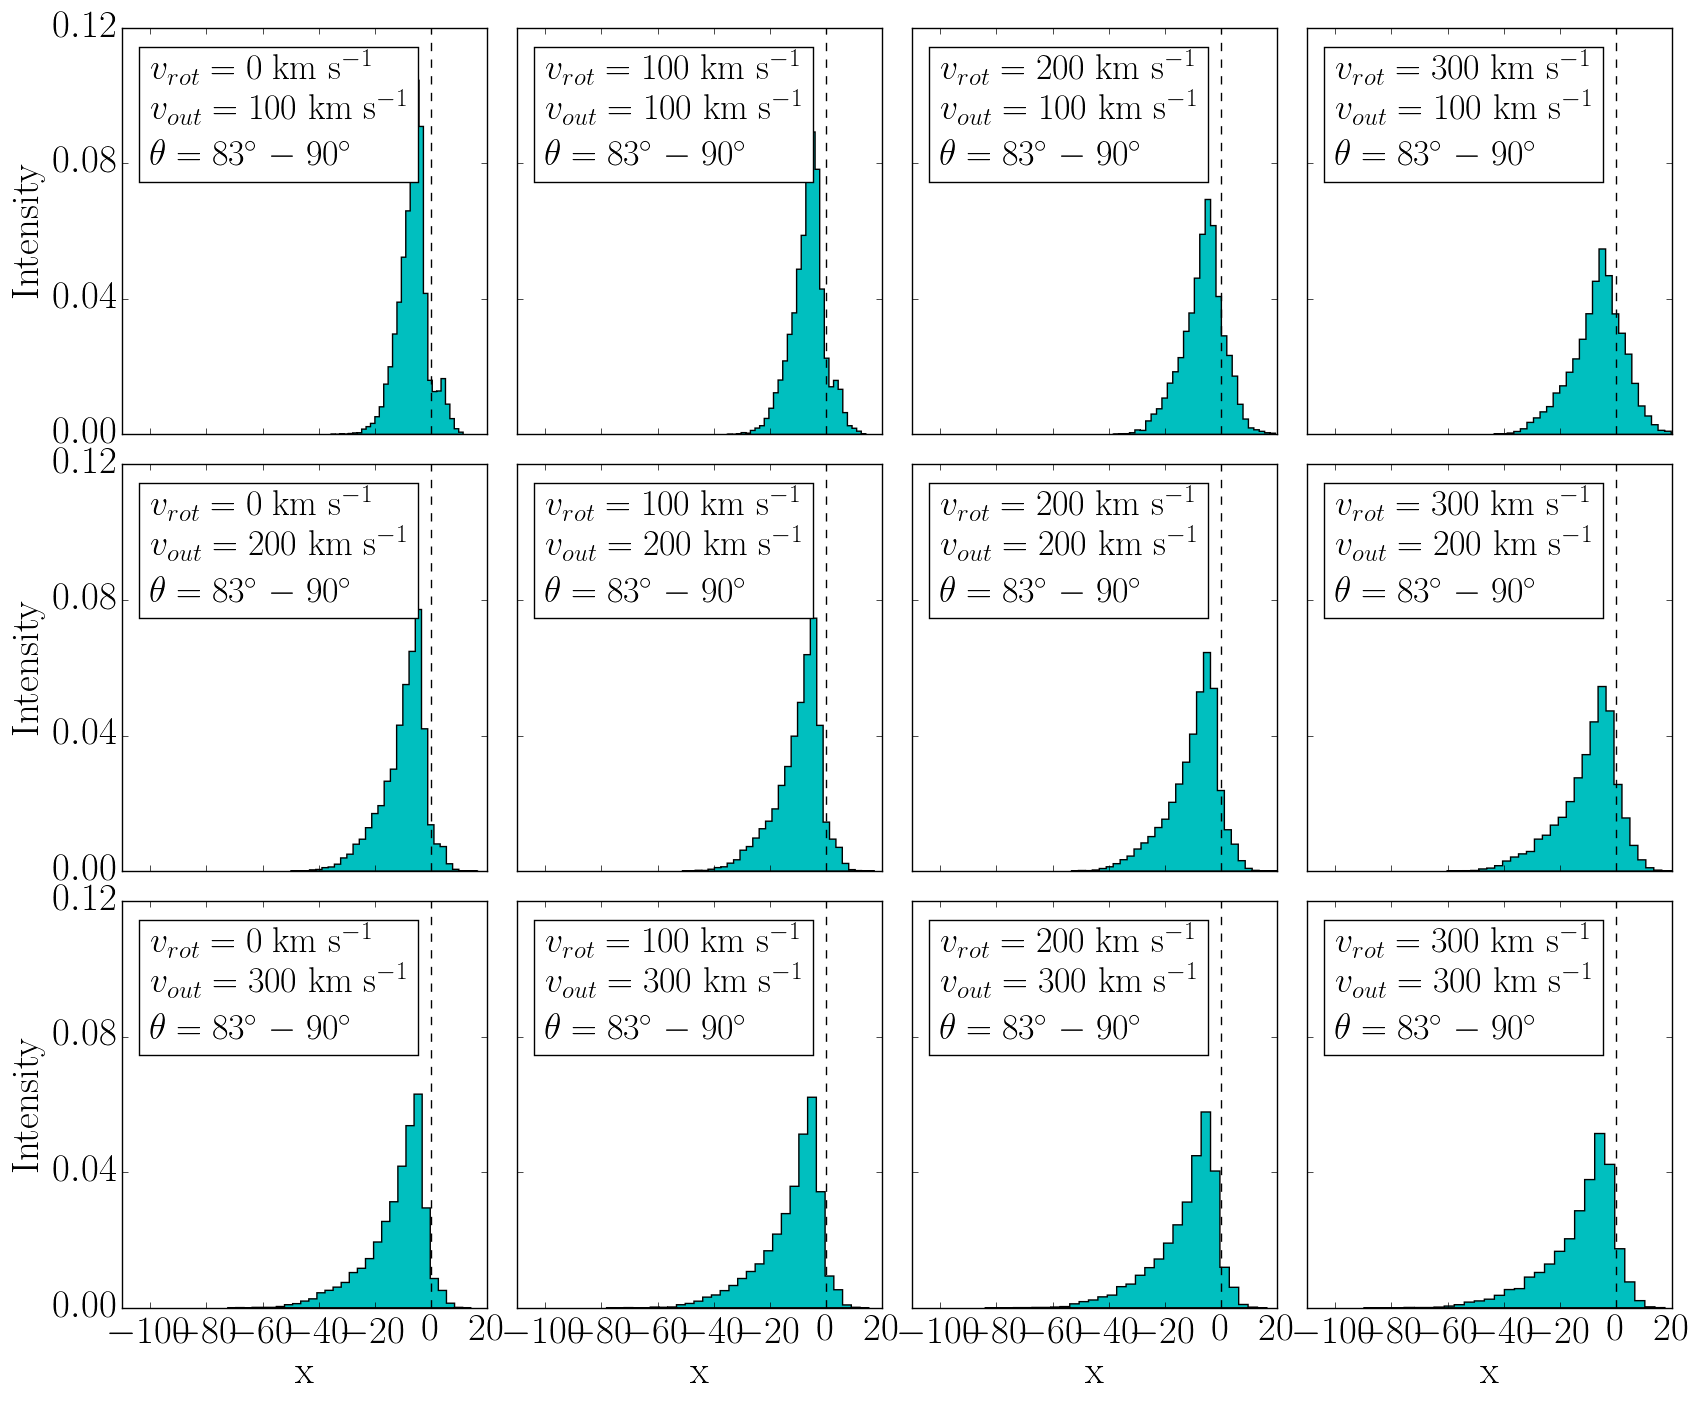 0.12
0.08
0.04
0.00
Intensity
v_rot = 0 km s⁻¹
v_out = 100 km s⁻¹
θ = 83° − 90°
v_rot = 100 km s⁻¹
v_out = 100 km s⁻¹
θ = 83° − 90°
v_rot = 200 km s⁻¹
v_out = 100 km s⁻¹
θ = 83° − 90°
v_rot = 300 km s⁻¹
v_out = 100 km s⁻¹
θ = 83° − 90°
0.12
0.08
0.04
0.00
Intensity
v_rot = 0 km s⁻¹
v_out = 200 km s⁻¹
θ = 83° − 90°
v_rot = 100 km s⁻¹
v_out = 200 km s⁻¹
θ = 83° − 90°
v_rot = 200 km s⁻¹
v_out = 200 km s⁻¹
θ = 83° − 90°
v_rot = 300 km s⁻¹
v_out = 200 km s⁻¹
θ = 83° − 90°
0.12
0.08
0.04
0.00
Intensity
v_rot = 0 km s⁻¹
v_out = 300 km s⁻¹
θ = 83° − 90°
v_rot = 100 km s⁻¹
v_out = 300 km s⁻¹
θ = 83° − 90°
v_rot = 200 km s⁻¹
v_out = 300 km s⁻¹
θ = 83° − 90°
v_rot = 300 km s⁻¹
v_out = 300 km s⁻¹
θ = 83° − 90°
−100 −80 −60 −40 −20 0 20
−100 −80 −60 −40 −20 0 20
−100 −80 −60 −40 −20 0 20
−100 −80 −60 −40 −20 0 20
x
x
x
x